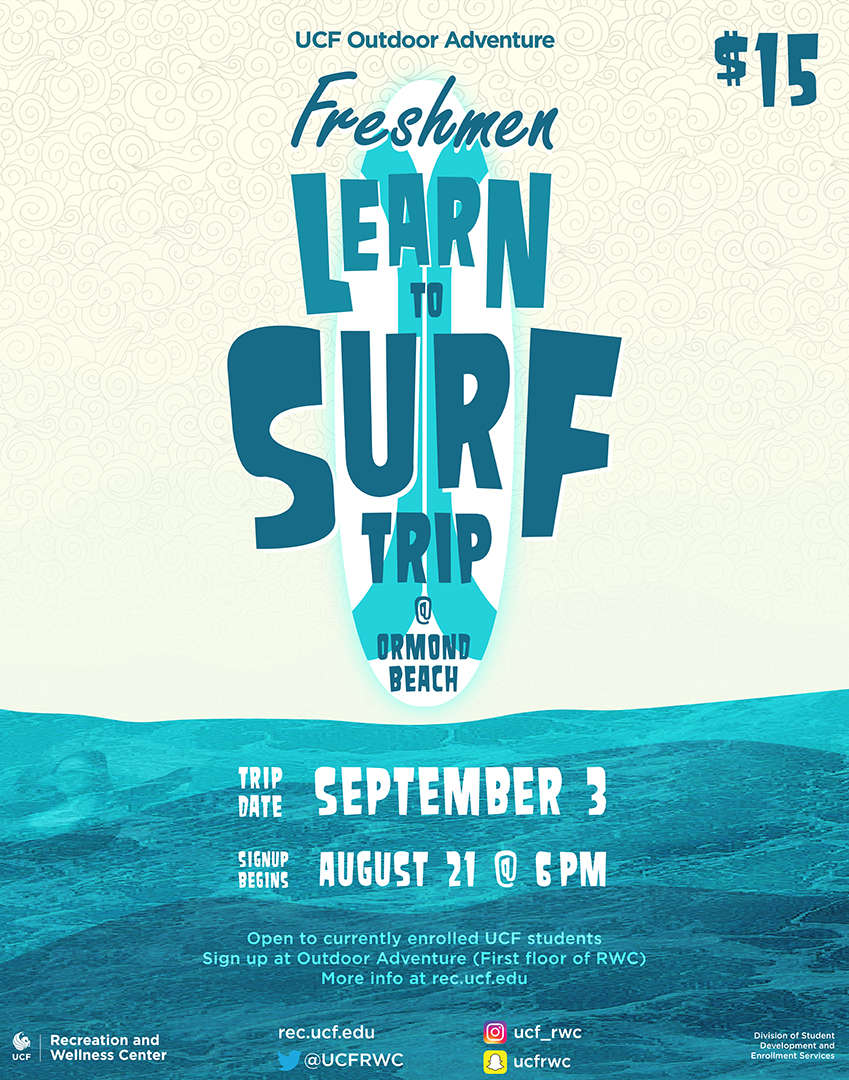 UCF Outdoor Adventure
$15
Freshmen
LEARN
TO
SURF
TRIP
@
ORMOND
BEACH
TRIP
DATE
SEPTEMBER 3
SIGNUP
BEGINS
AUGUST 21 @ 6 PM
Open to currently enrolled UCF students
Sign up at Outdoor Adventure (First floor of RWC)
More info at rec.ucf.edu
UCF
Recreation and
Wellness Center
rec.ucf.edu
@UCFRWC
ucf_rwc
ucfrwc
Division of Student
Development and
Enrollment Services